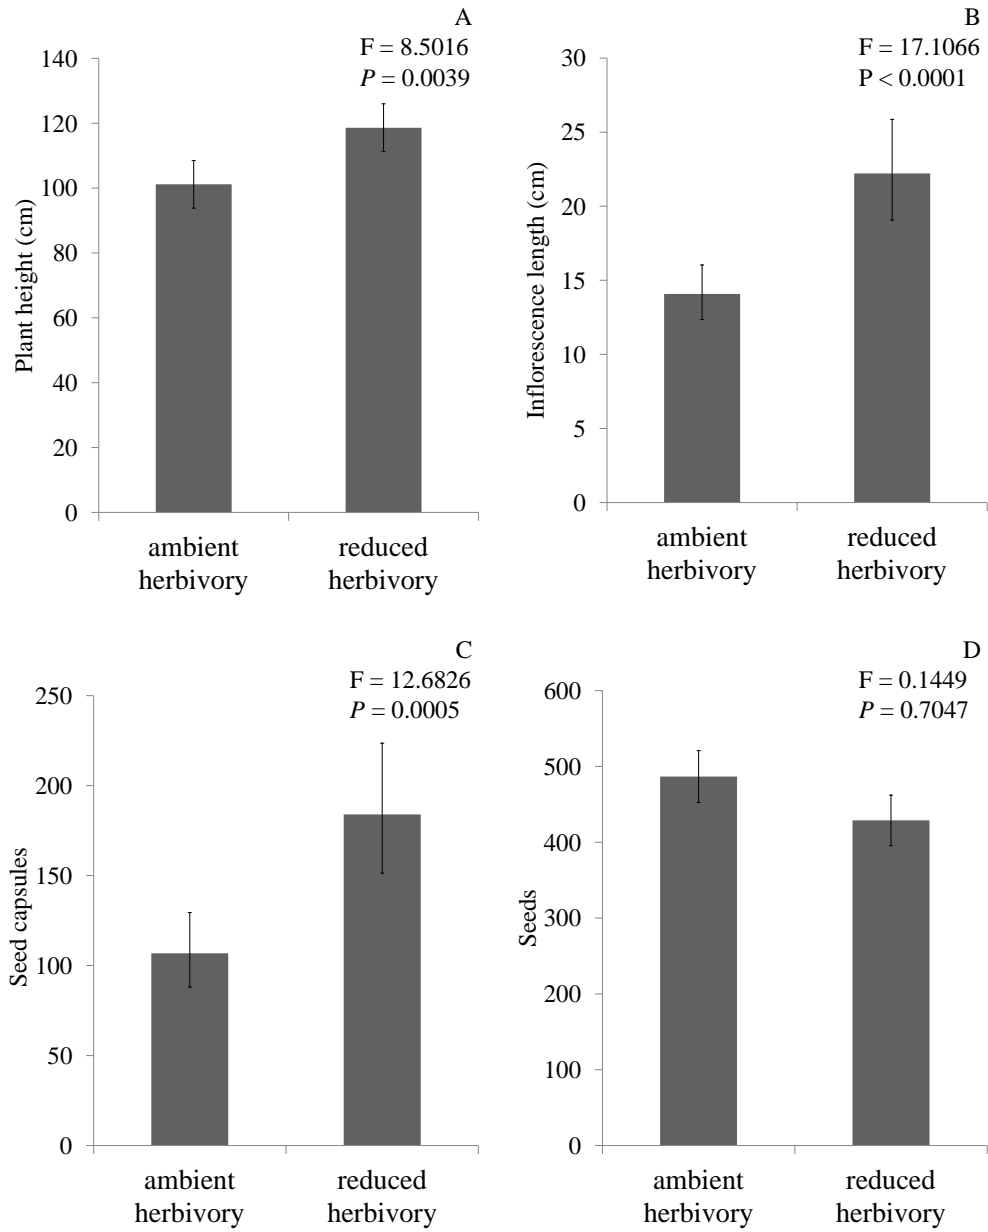 A
F = 8.5016
P = 0.0039
140
120
100
80
60
40
20
0
Plant height (cm)
ambient
herbivory
reduced
herbivory
B
F = 17.1066
P < 0.0001
30
25
20
15
10
5
0
Inflorescence length (cm)
ambient
herbivory
reduced
herbivory
C
F = 12.6826
P = 0.0005
250
200
150
100
50
0
Seed capsules
ambient
herbivory
reduced
herbivory
D
F = 0.1449
P = 0.7047
600
500
400
300
200
100
0
Seeds
ambient
herbivory
reduced
herbivory